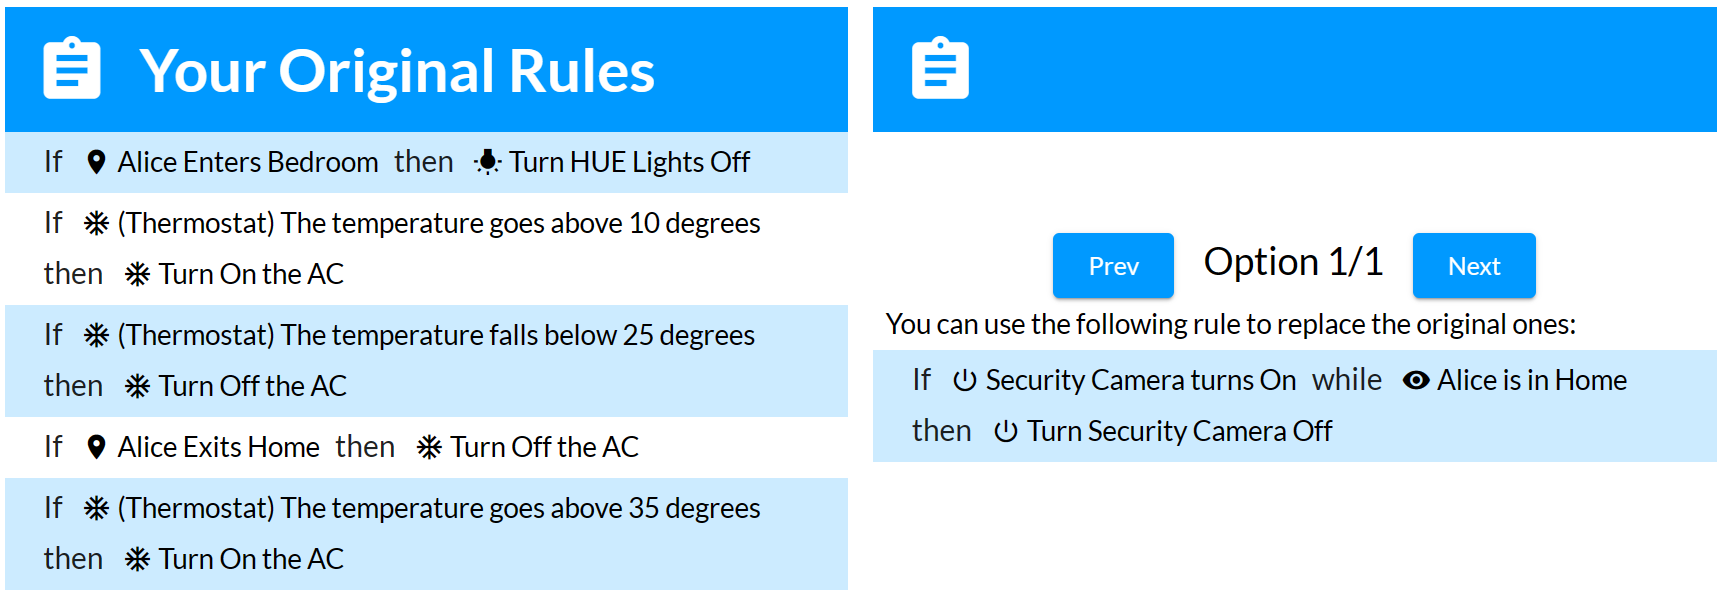 Your Original Rules
If Alice Enters Bedroom then Turn HUE Lights Off
If (Thermostat) The temperature goes above 10 degrees
then Turn On the AC
If (Thermostat) The temperature falls below 25 degrees
then Turn Off the AC
If Alice Exits Home then Turn Off the AC
If (Thermostat) The temperature goes above 35 degrees
then Turn On the AC
Prev Option 1/1 Next
You can use the following rule to replace the original ones:
If Security Camera turns On while Alice is in Home
then Turn Security Camera Off